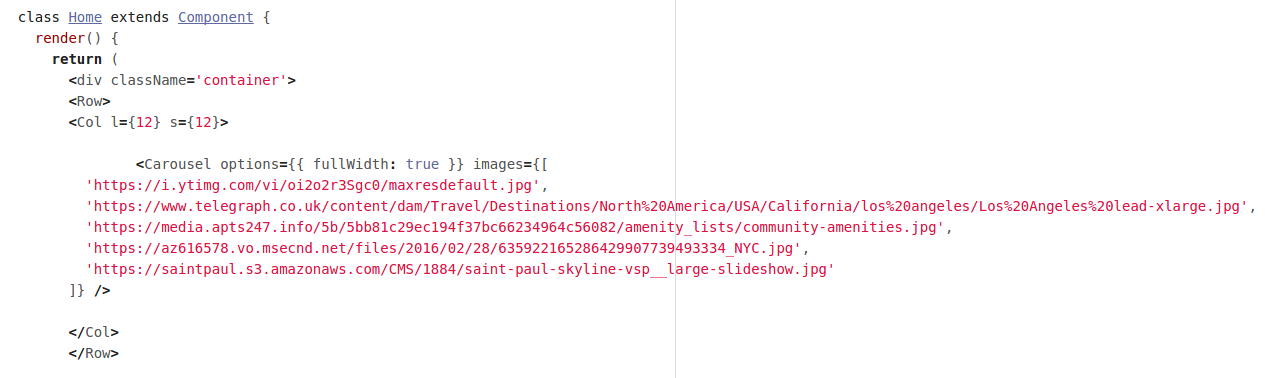 class Home extends Component {
render() {
return (
<div className='container'>
<Row>
<Col l={12} s={12}>
<Carousel options={{ fullWidth: true }} images={[
'https://i.ytimg.com/vi/oi2o2r3Sgc0/maxresdefault.jpg',
'https://www.telegraph.co.uk/content/dam/Travel/Destinations/North%20America/USA/California/los%20angeles/Los%20Angeles%20lead-xlarge.jpg',
'https://media.apts247.info/5b/5bb81c29ec194f37bc66234964c56082/amenity_lists/community-amenities.jpg',
'https://az616578.vo.msecnd.net/files/2016/02/28/6359221652864299077394933​34_NYC.jpg',
'https://saintpaul.s3.amazonaws.com/CMS/1884/saint-paul-skyline-vsp__large-slideshow.jpg'
]} />
</Col>
</Row>